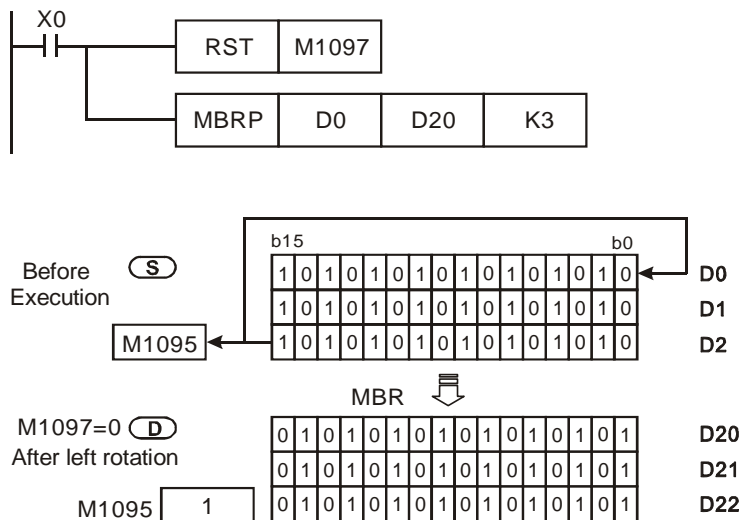 X0
RST M1097
MBRP D0 D20 K3
b15 b0
Before Execution S
1 0 1 0 1 0 1 0 1 0 1 0 1 0 1 0 D0
1 0 1 0 1 0 1 0 1 0 1 0 1 0 1 0 D1
M1095 1 0 1 0 1 0 1 0 1 0 1 0 1 0 1 0 D2
MBR
M1097=0 D
After left rotation
0 1 0 1 0 1 0 1 0 1 0 1 0 1 0 1 D20
0 1 0 1 0 1 0 1 0 1 0 1 0 1 0 1 D21
M1095 1 0 1 0 1 0 1 0 1 0 1 0 1 0 1 0 1 D22